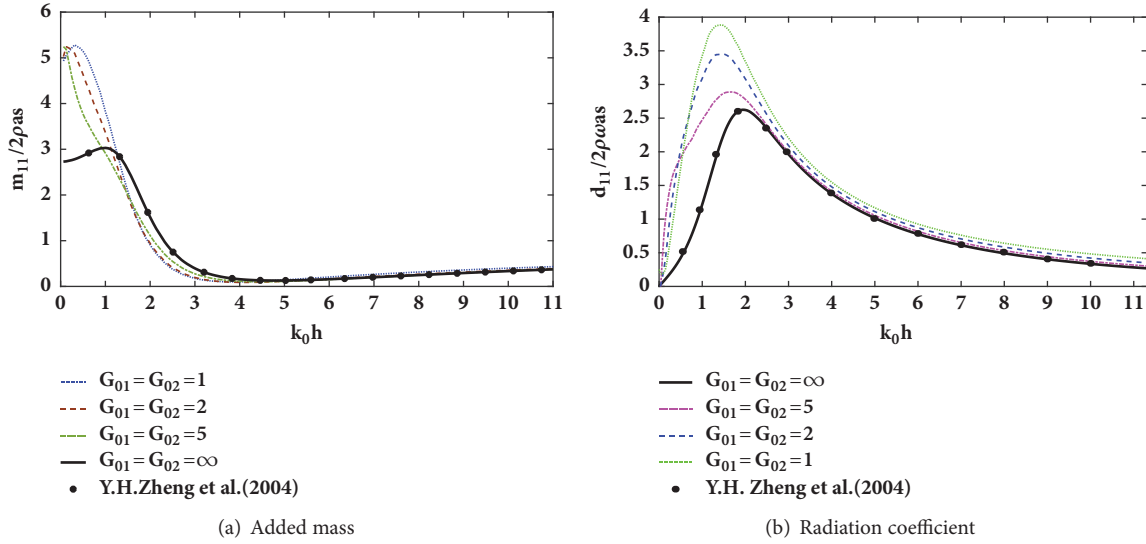 6
5
4
3
2
1
0
m₁₁/2ρas
0 1 2 3 4 5 6 7 8 9 10 11
k₀h
G₀₁=G₀₂=1
G₀₁=G₀₂=2
G₀₁=G₀₂=5
G₀₁=G₀₂=∞
Y.H.Zheng et al.(2004)
(a) Added mass
4
3.5
3
2.5
2
1.5
1
0.5
0
d₁₁/2ρωas
0 1 2 3 4 5 6 7 8 9 10 11
k₀h
G₀₁=G₀₂=∞
G₀₁=G₀₂=5
G₀₁=G₀₂=2
G₀₁=G₀₂=1
Y.H. Zheng et al.(2004)
(b) Radiation coefficient